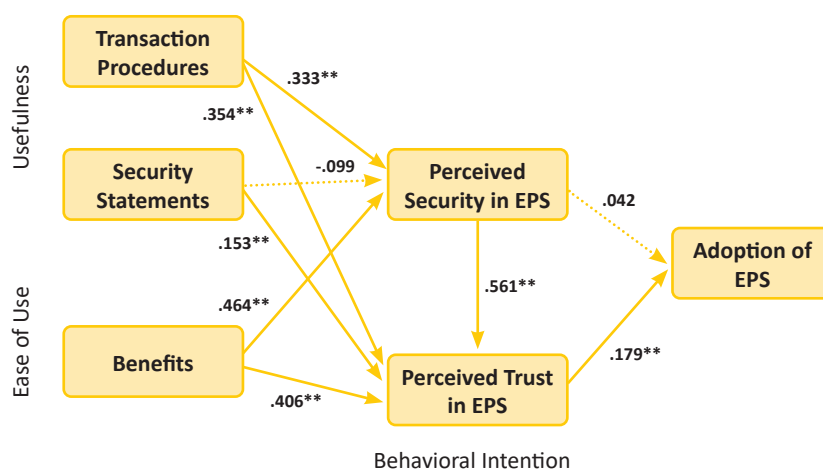 Usefulness
Ease of Use
Transaction
Procedures
.333**
.354**
Security
Statements
-.099
Perceived
Security in EPS
.042
.153**
Adoption of
EPS
.561**
.464**
Benefits
Perceived Trust
in EPS
.179**
.406**
Behavioral Intention